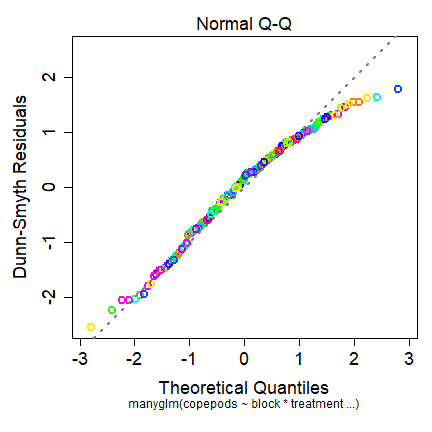 Normal Q-Q
Dunn-Smyth Residuals
2
1
0
-1
-2
-3 -2 -1 0 1 2 3
Theoretical Quantiles
manyglm(copepods ~ block * treatment ...)